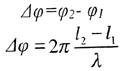 Δφ=φ₂- φ₁
Δφ = 2π (l₂ - l₁)/λ